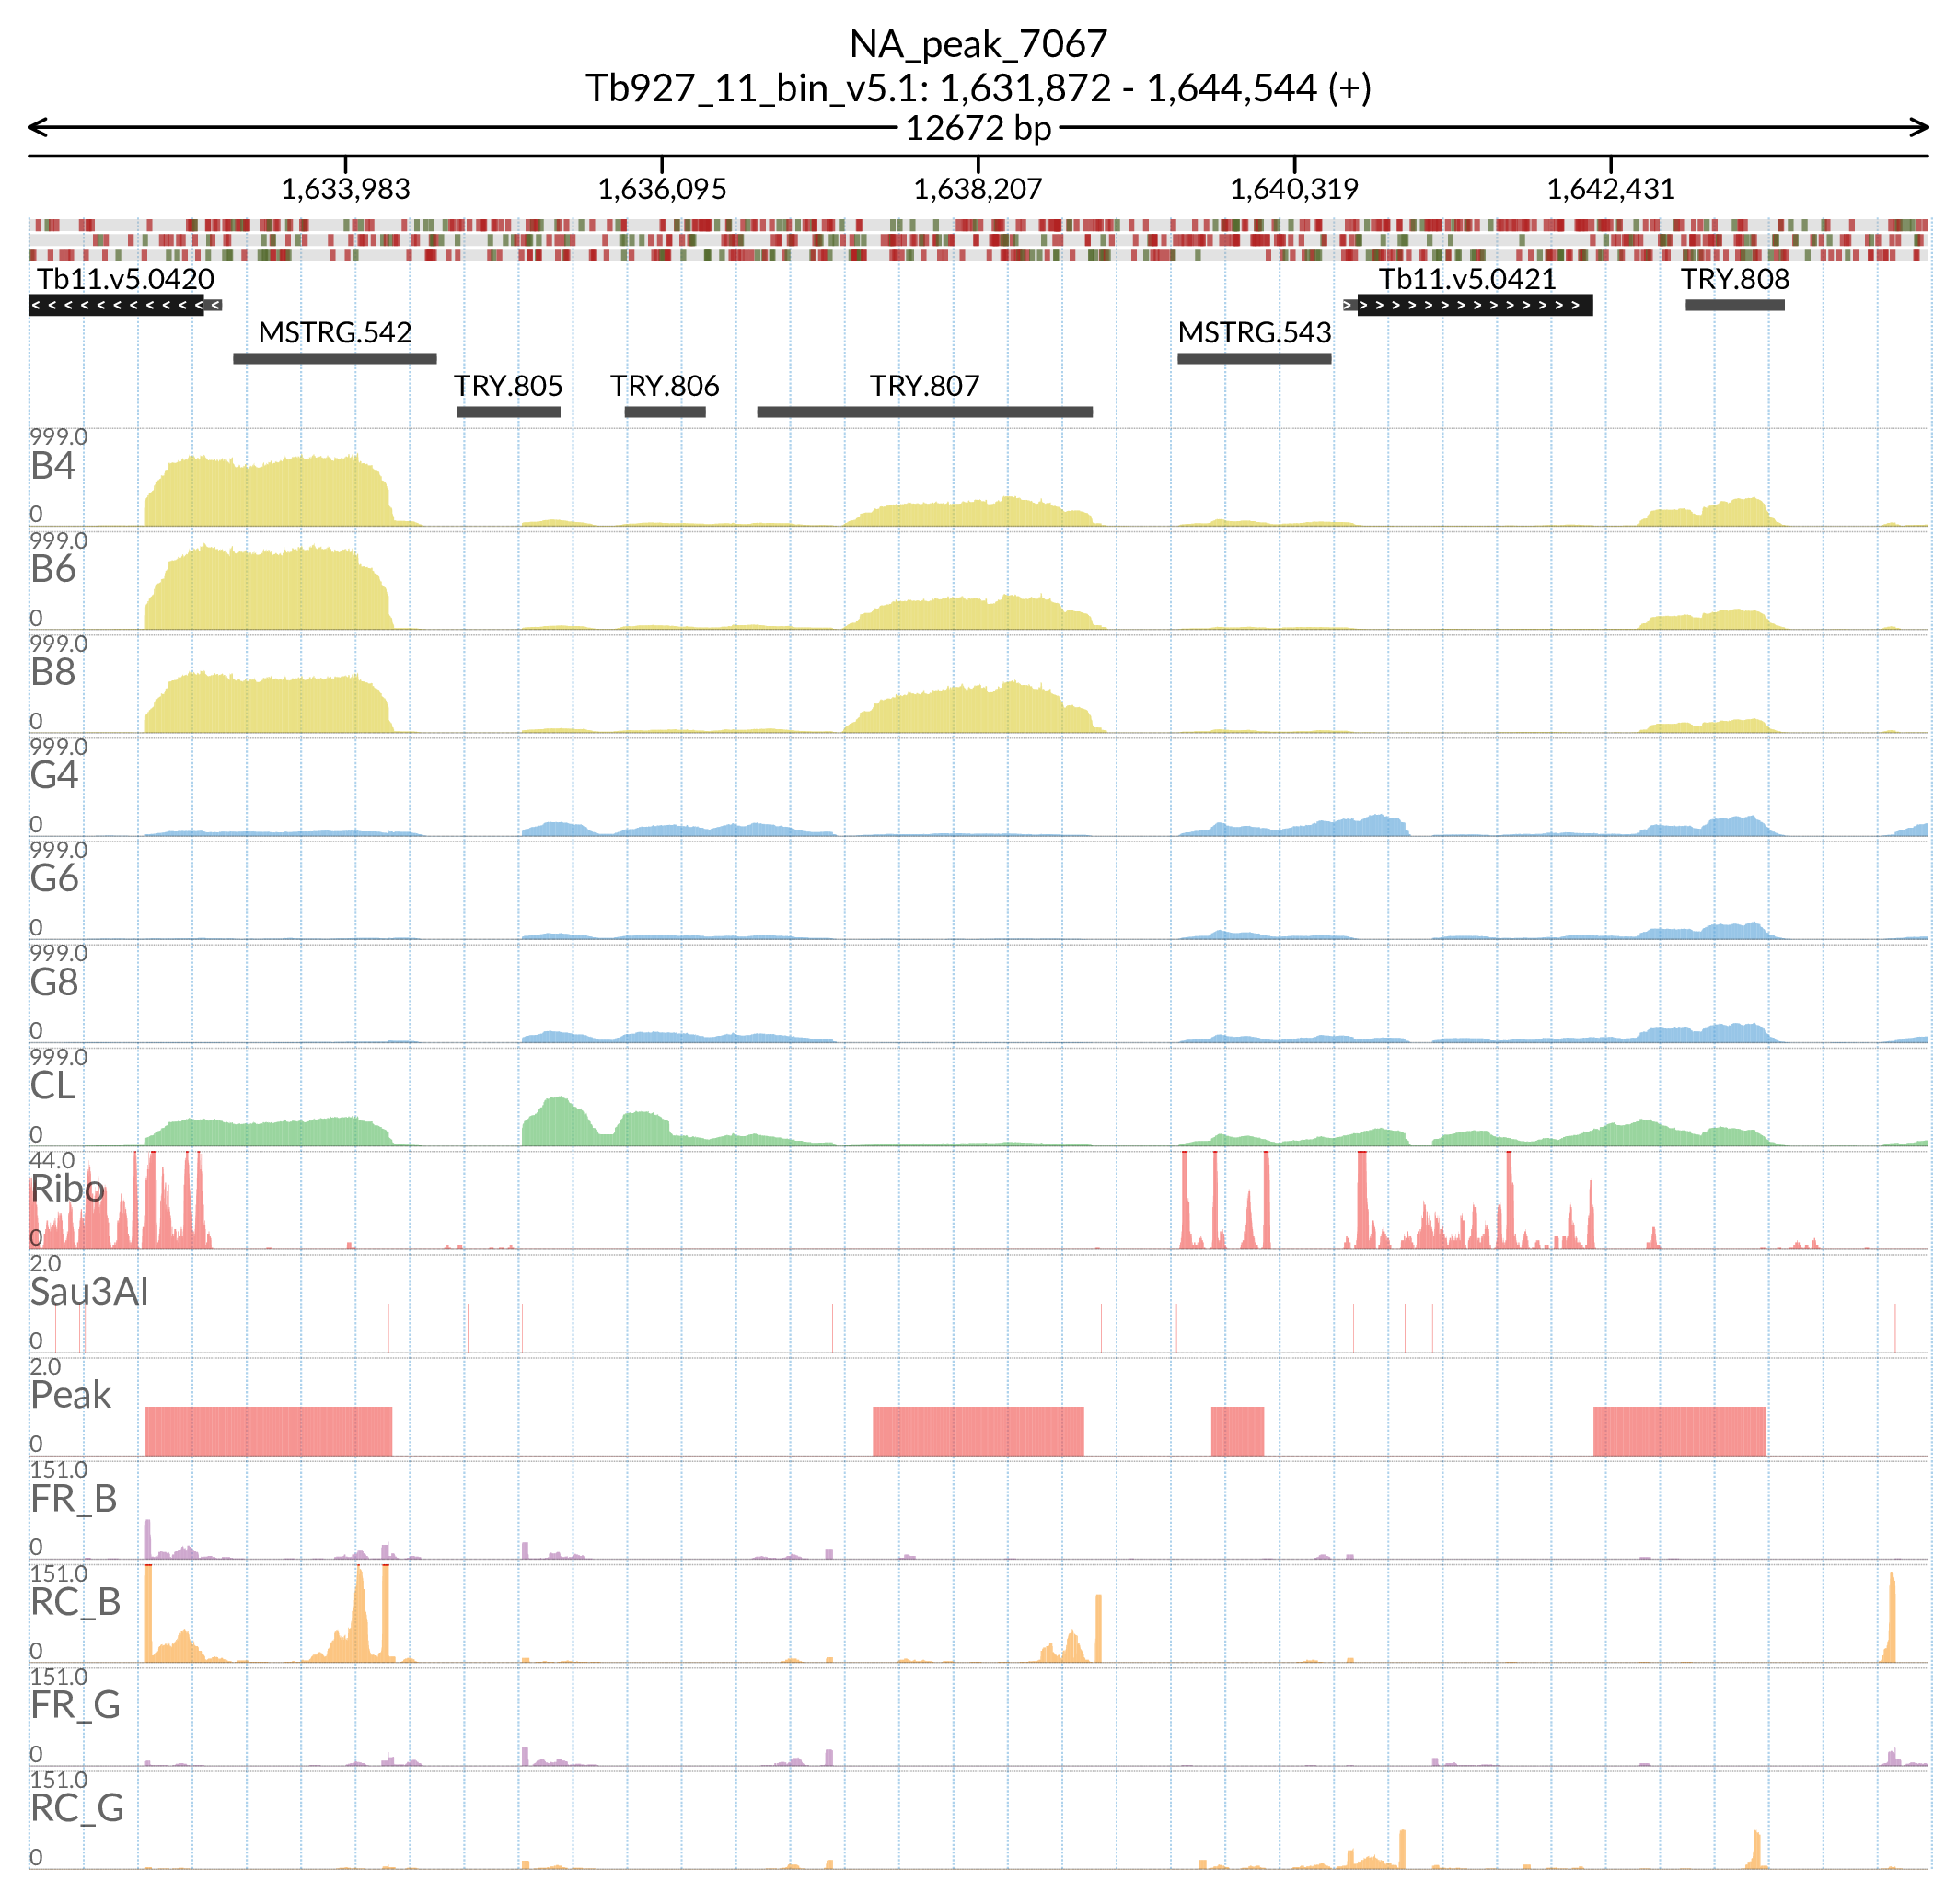 NA_peak_7067
Tb927_11_bin_v5.1: 1,631,872 - 1,644,544 (+)
12672 bp
1,633,983 1,636,095 1,638,207 1,640,319 1,642,431
Tb11.v5.0420 Tb11.v5.0421 TRY.808
MSTRG.542 MSTRG.543
TRY.805 TRY.806 TRY.807
999.0
B4
0
999.0
B6
0
999.0
B8
0
999.0
G4
0
999.0
G6
0
999.0
G8
0
999.0
CL
0
44.0
Ribo
0
2.0
Sau3AI
0
2.0
Peak
0
151.0
FR_B
0
151.0
RC_B
0
151.0
FR_G
0
151.0
RC_G
0